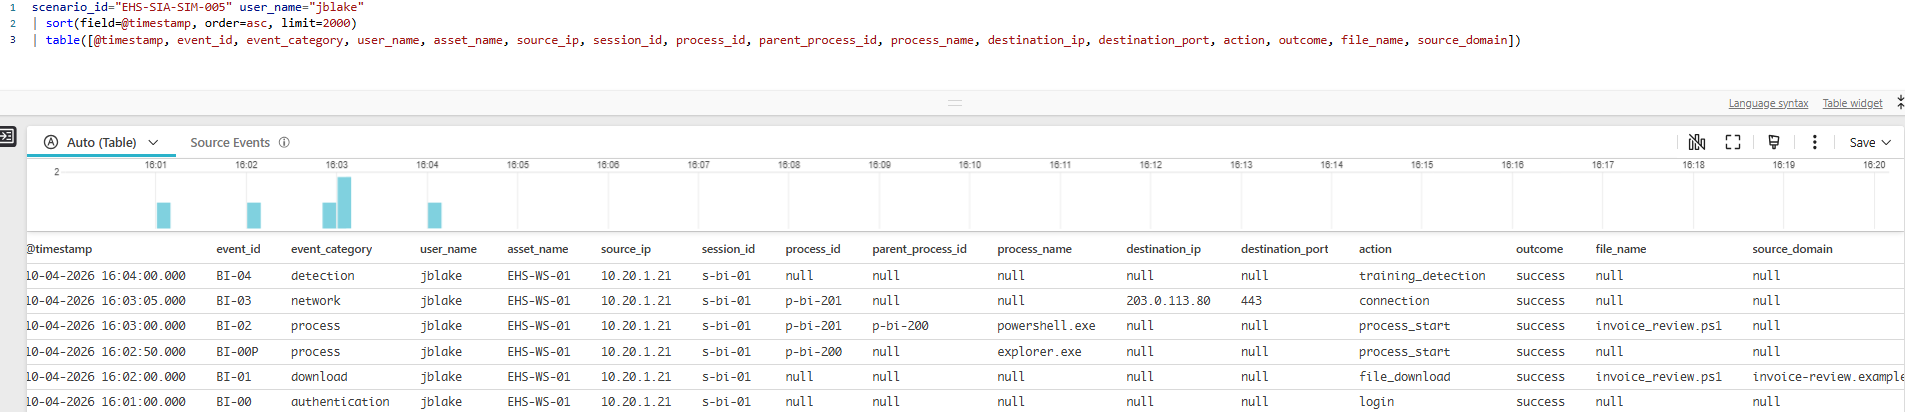 1 scenario_id="EHS-SIA-SIM-005" user_name="jblake"
2 | sort(field=@timestamp, order=asc, limit=2000)
3 | table([@timestamp, event_id, event_category, user_name, asset_name, source_ip, session_id, process_id, parent_process_id, process_name, destination_ip, destination_port, action, outcome, file_name, source_domain])
Language syntax Table widget
Auto (Table) Source Events Save
16:01 16:02 16:03 16:04 16:05 16:06 16:07 16:08 16:09 16:10 16:11 16:12 16:13 16:14 16:15 16:16 16:17 16:18 16:19 16:20
2
@timestamp event_id event_category user_name asset_name source_ip session_id process_id parent_process_id process_name destination_ip destination_port action outcome file_name source_domain
10-04-2026 16:04:00.000 BI-04 detection jblake EHS-WS-01 10.20.1.21 s-bi-01 null null null null null training_detection success null null
10-04-2026 16:03:05.000 BI-03 network jblake EHS-WS-01 10.20.1.21 s-bi-01 p-bi-201 null null 203.0.113.80 443 connection success null null
10-04-2026 16:03:00.000 BI-02 process jblake EHS-WS-01 10.20.1.21 s-bi-01 p-bi-201 p-bi-200 powershell.exe null null process_start success invoice_review.ps1 null
10-04-2026 16:02:50.000 BI-00P process jblake EHS-WS-01 10.20.1.21 s-bi-01 p-bi-200 null explorer.exe null null process_start success null null
10-04-2026 16:02:00.000 BI-01 download jblake EHS-WS-01 10.20.1.21 s-bi-01 null null null null null file_download success invoice_review.ps1 invoice-review.example
10-04-2026 16:01:00.000 BI-00 authentication jblake EHS-WS-01 10.20.1.21 s-bi-01 null null null null null login success null null